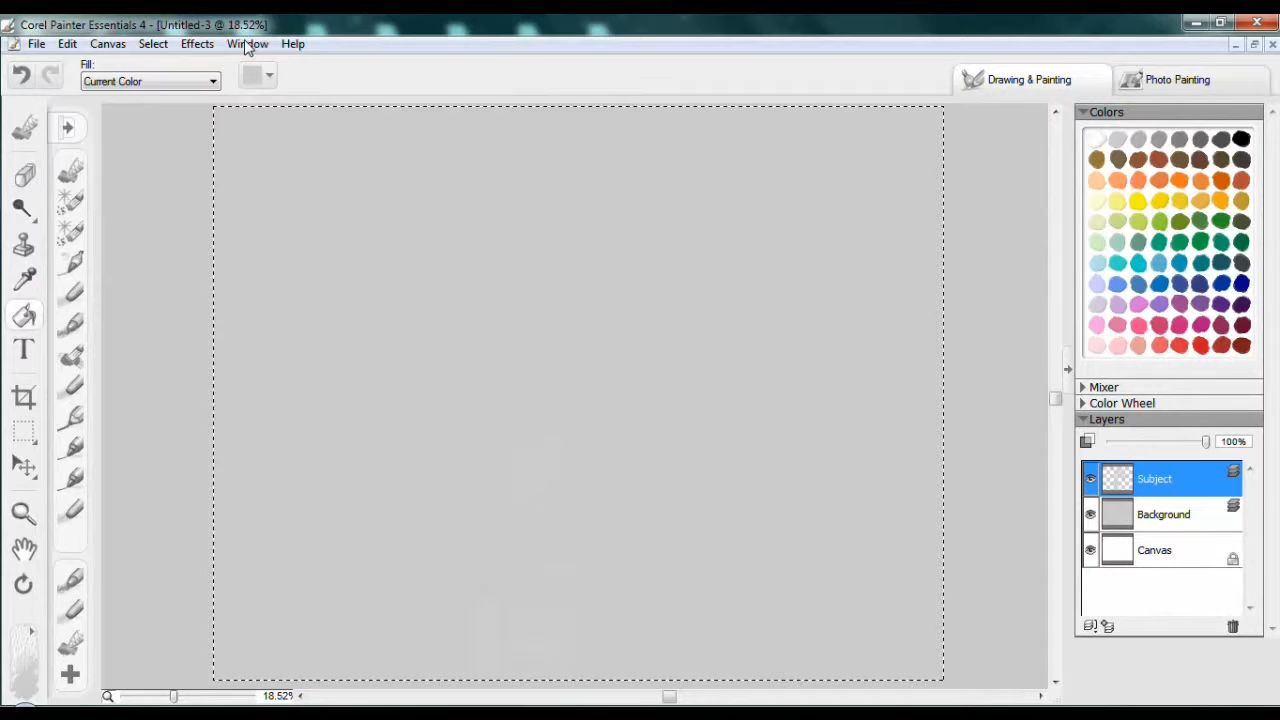 Corel Painter Essentials 4 - [Untitled-3 @ 18.52%]
File Edit Canvas Select Effects Window Help
Fill:
Current Color
Drawing & Painting
Photo Painting
Colors
Mixer
Color Wheel
Layers
100%
Subject
Background
Canvas
T
18.52%